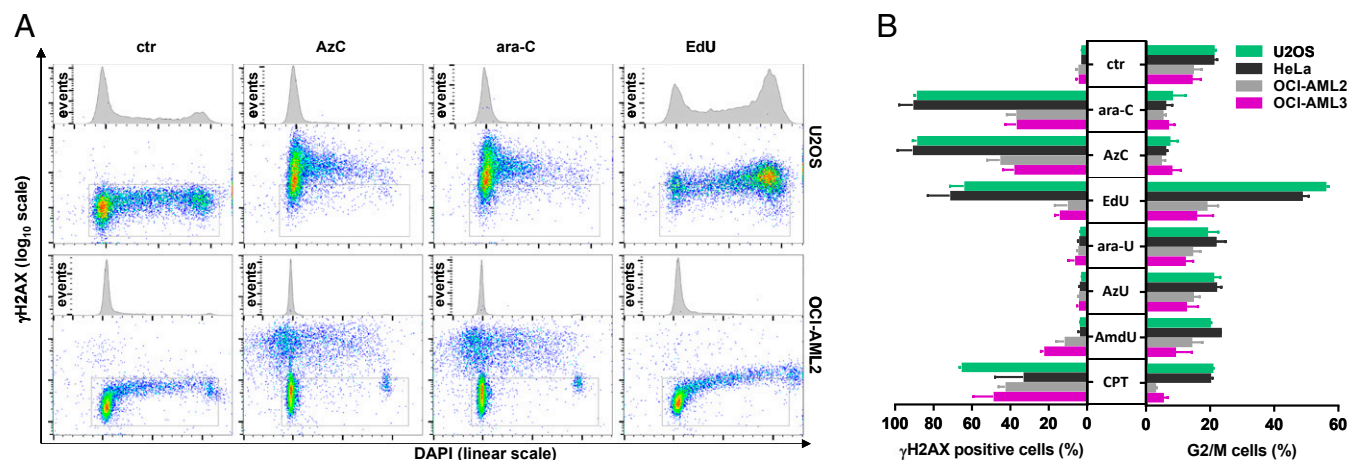 A
ctr
AzC
ara-C
EdU
γH2AX (log10 scale)
events
events
events
events
U2OS
events
events
events
events
OCI-AML2
DAPI (linear scale)
B
ctr
ara-C
AzC
EdU
ara-U
AzU
AmdU
CPT
U2OS
HeLa
OCI-AML2
OCI-AML3
100 80 60 40 20 0
0 20 40 60
γH2AX positive cells (%)
G2/M cells (%)